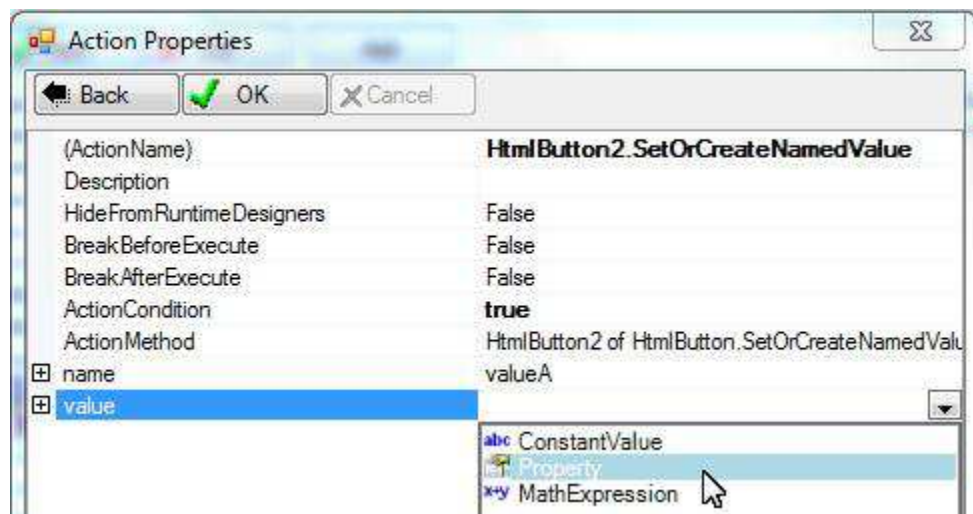 Action Properties
Back OK Cancel
(ActionName) HtmlButton2.SetOrCreateNamedValue
Description
HideFromRuntimeDesigners False
BreakBeforeExecute False
BreakAfterExecute False
ActionCondition true
ActionMethod HtmlButton2 of HtmlButton.SetOrCreateNamedValu
name valueA
value
abc ConstantValue
Property
x+y MathExpression